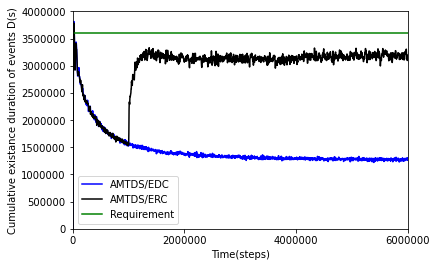 4000000
3500000
3000000
2500000
2000000
1500000
1000000
500000
0
Cumulative existance duration of events D(s)
AMTDS/EDC
AMTDS/ERC
Requirement
0 2000000 4000000 6000000
Time(steps)